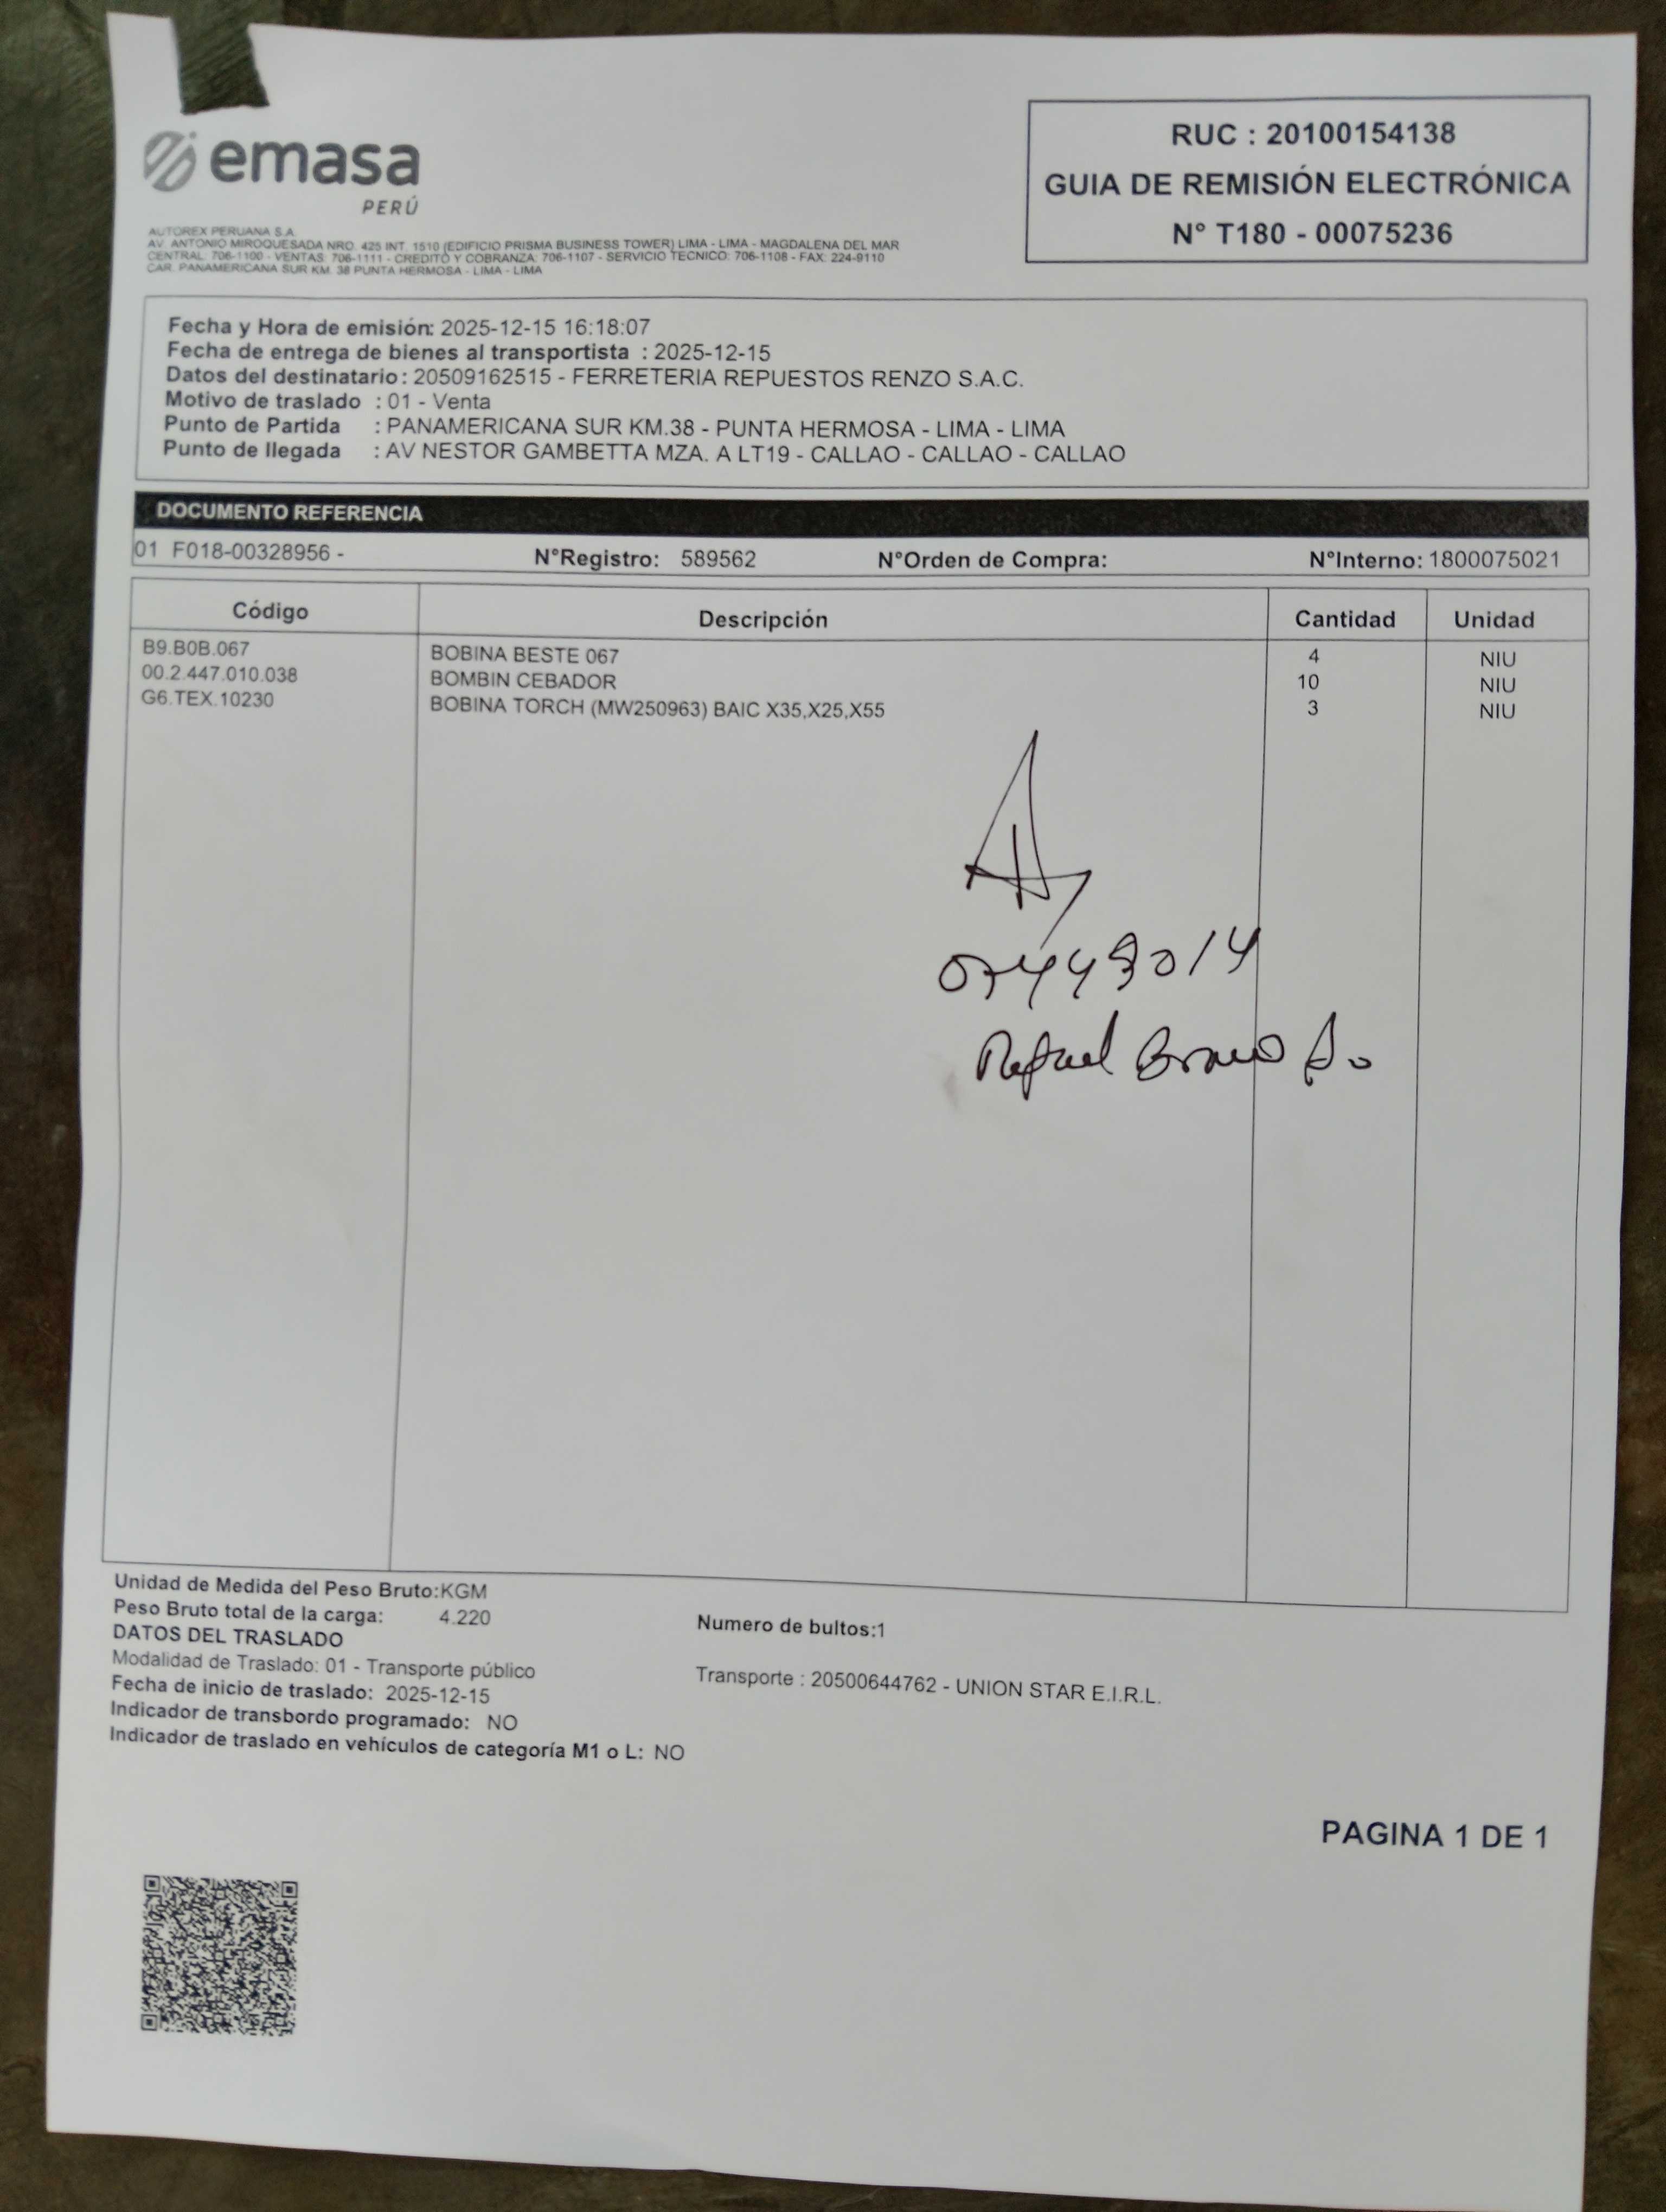 emasa
PERÚ
RUC : 20100154138
GUIA DE REMISIÓN ELECTRÓNICA
N° T180 - 00075236
AUTOREX PERUANA S.A.
AV. ANTONIO MIROQUESADA NRO. 425 INT. 1510 (EDIFICIO PRISMA BUSINESS TOWER) LIMA - LIMA - MAGDALENA DEL MAR
CENTRAL: 706-1100 - VENTAS: 706-1111 - CREDITO Y COBRANZA: 706-1107 - SERVICIO TECNICO: 706-1108 - FAX: 224-9110
CAR. PANAMERICANA SUR KM. 38 PUNTA HERMOSA - LIMA - LIMA
Fecha y Hora de emisión: 2025-12-15 16:18:07
Fecha de entrega de bienes al transportista : 2025-12-15
Datos del destinatario : 20509162515 - FERRETERIA REPUESTOS RENZO S.A.C.
Motivo de traslado : 01 - Venta
Punto de Partida : PANAMERICANA SUR KM.38 - PUNTA HERMOSA - LIMA - LIMA
Punto de llegada : AV NESTOR GAMBETTA MZA. A LT19 - CALLAO - CALLAO - CALLAO
DOCUMENTO REFERENCIA
01 F018-00328956 - N°Registro: 589562 N°Orden de Compra: N°Interno: 1800075021
Código Descripción Cantidad Unidad
B9.B0B.067 BOBINA BESTE 067 4 NIU
00.2.447.010.038 BOMBIN CEBADOR 10 NIU
G6.TEX.10230 BOBINA TORCH (MW250963) BAIC X35,X25,X55 3 NIU
Rafael
Unidad de Medida del Peso Bruto:KGM
Peso Bruto total de la carga: 4.220 Numero de bultos:1
DATOS DEL TRASLADO
Modalidad de Traslado: 01 - Transporte público Transporte : 20500644762 - UNION STAR E.I.R.L.
Fecha de inicio de traslado: 2025-12-15
Indicador de transbordo programado: NO
Indicador de traslado en vehículos de categoría M1 o L: NO
PAGINA 1 DE 1